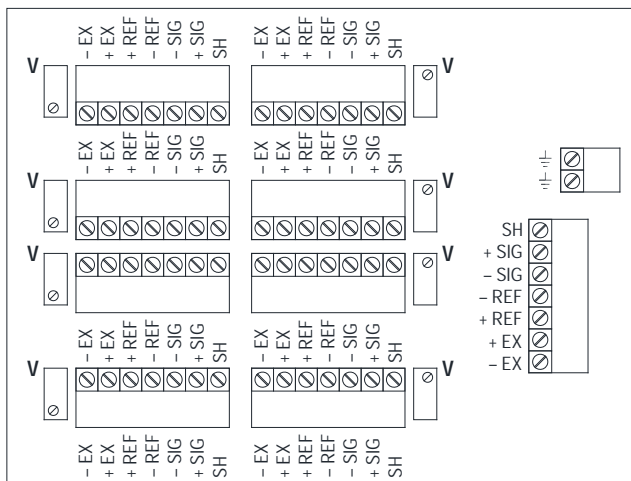 – EX
+ EX
+ REF
– REF
– SIG
+ SIG
SH
– EX
+ EX
+ REF
– REF
– SIG
+ SIG
SH
V
V
– EX
+ EX
+ REF
– REF
– SIG
+ SIG
SH
– EX
+ EX
+ REF
– REF
– SIG
+ SIG
SH
V
V
V
V
– EX
+ EX
+ REF
– REF
– SIG
+ SIG
SH
– EX
+ EX
+ REF
– REF
– SIG
+ SIG
SH
V
V
– EX
+ EX
+ REF
– REF
– SIG
+ SIG
SH
– EX
+ EX
+ REF
– REF
– SIG
+ SIG
SH
SH
+ SIG
– SIG
– REF
+ REF
+ EX
– EX